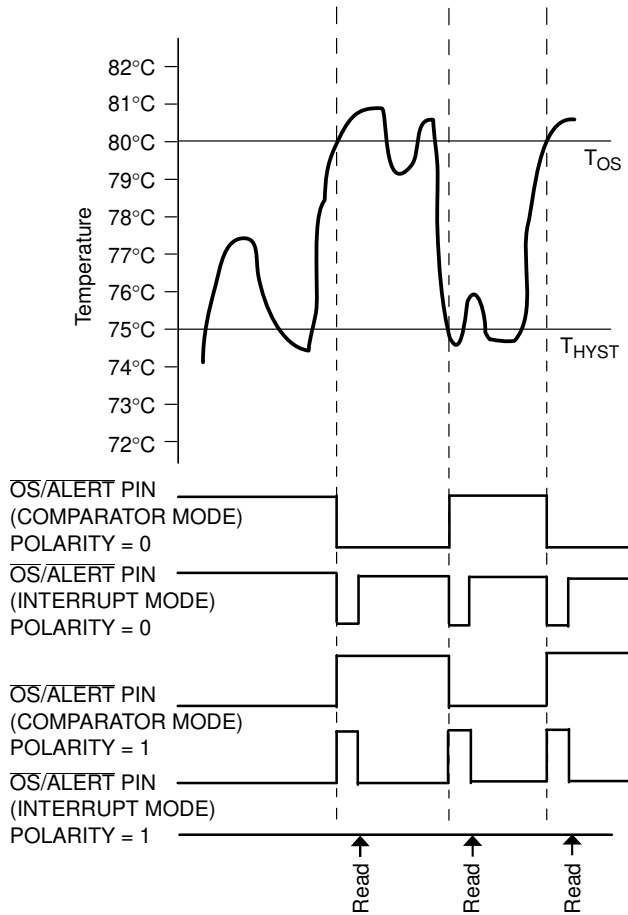 82°C
81°C
80°C
79°C
78°C
77°C
76°C
75°C
74°C
73°C
72°C
Temperature
TOS
THYST
OS/ALERT PIN
(COMPARATOR MODE)
POLARITY = 0
OS/ALERT PIN
(INTERRUPT MODE)
POLARITY = 0
OS/ALERT PIN
(COMPARATOR MODE)
POLARITY = 1
OS/ALERT PIN
(INTERRUPT MODE)
POLARITY = 1
Read
Read
Read